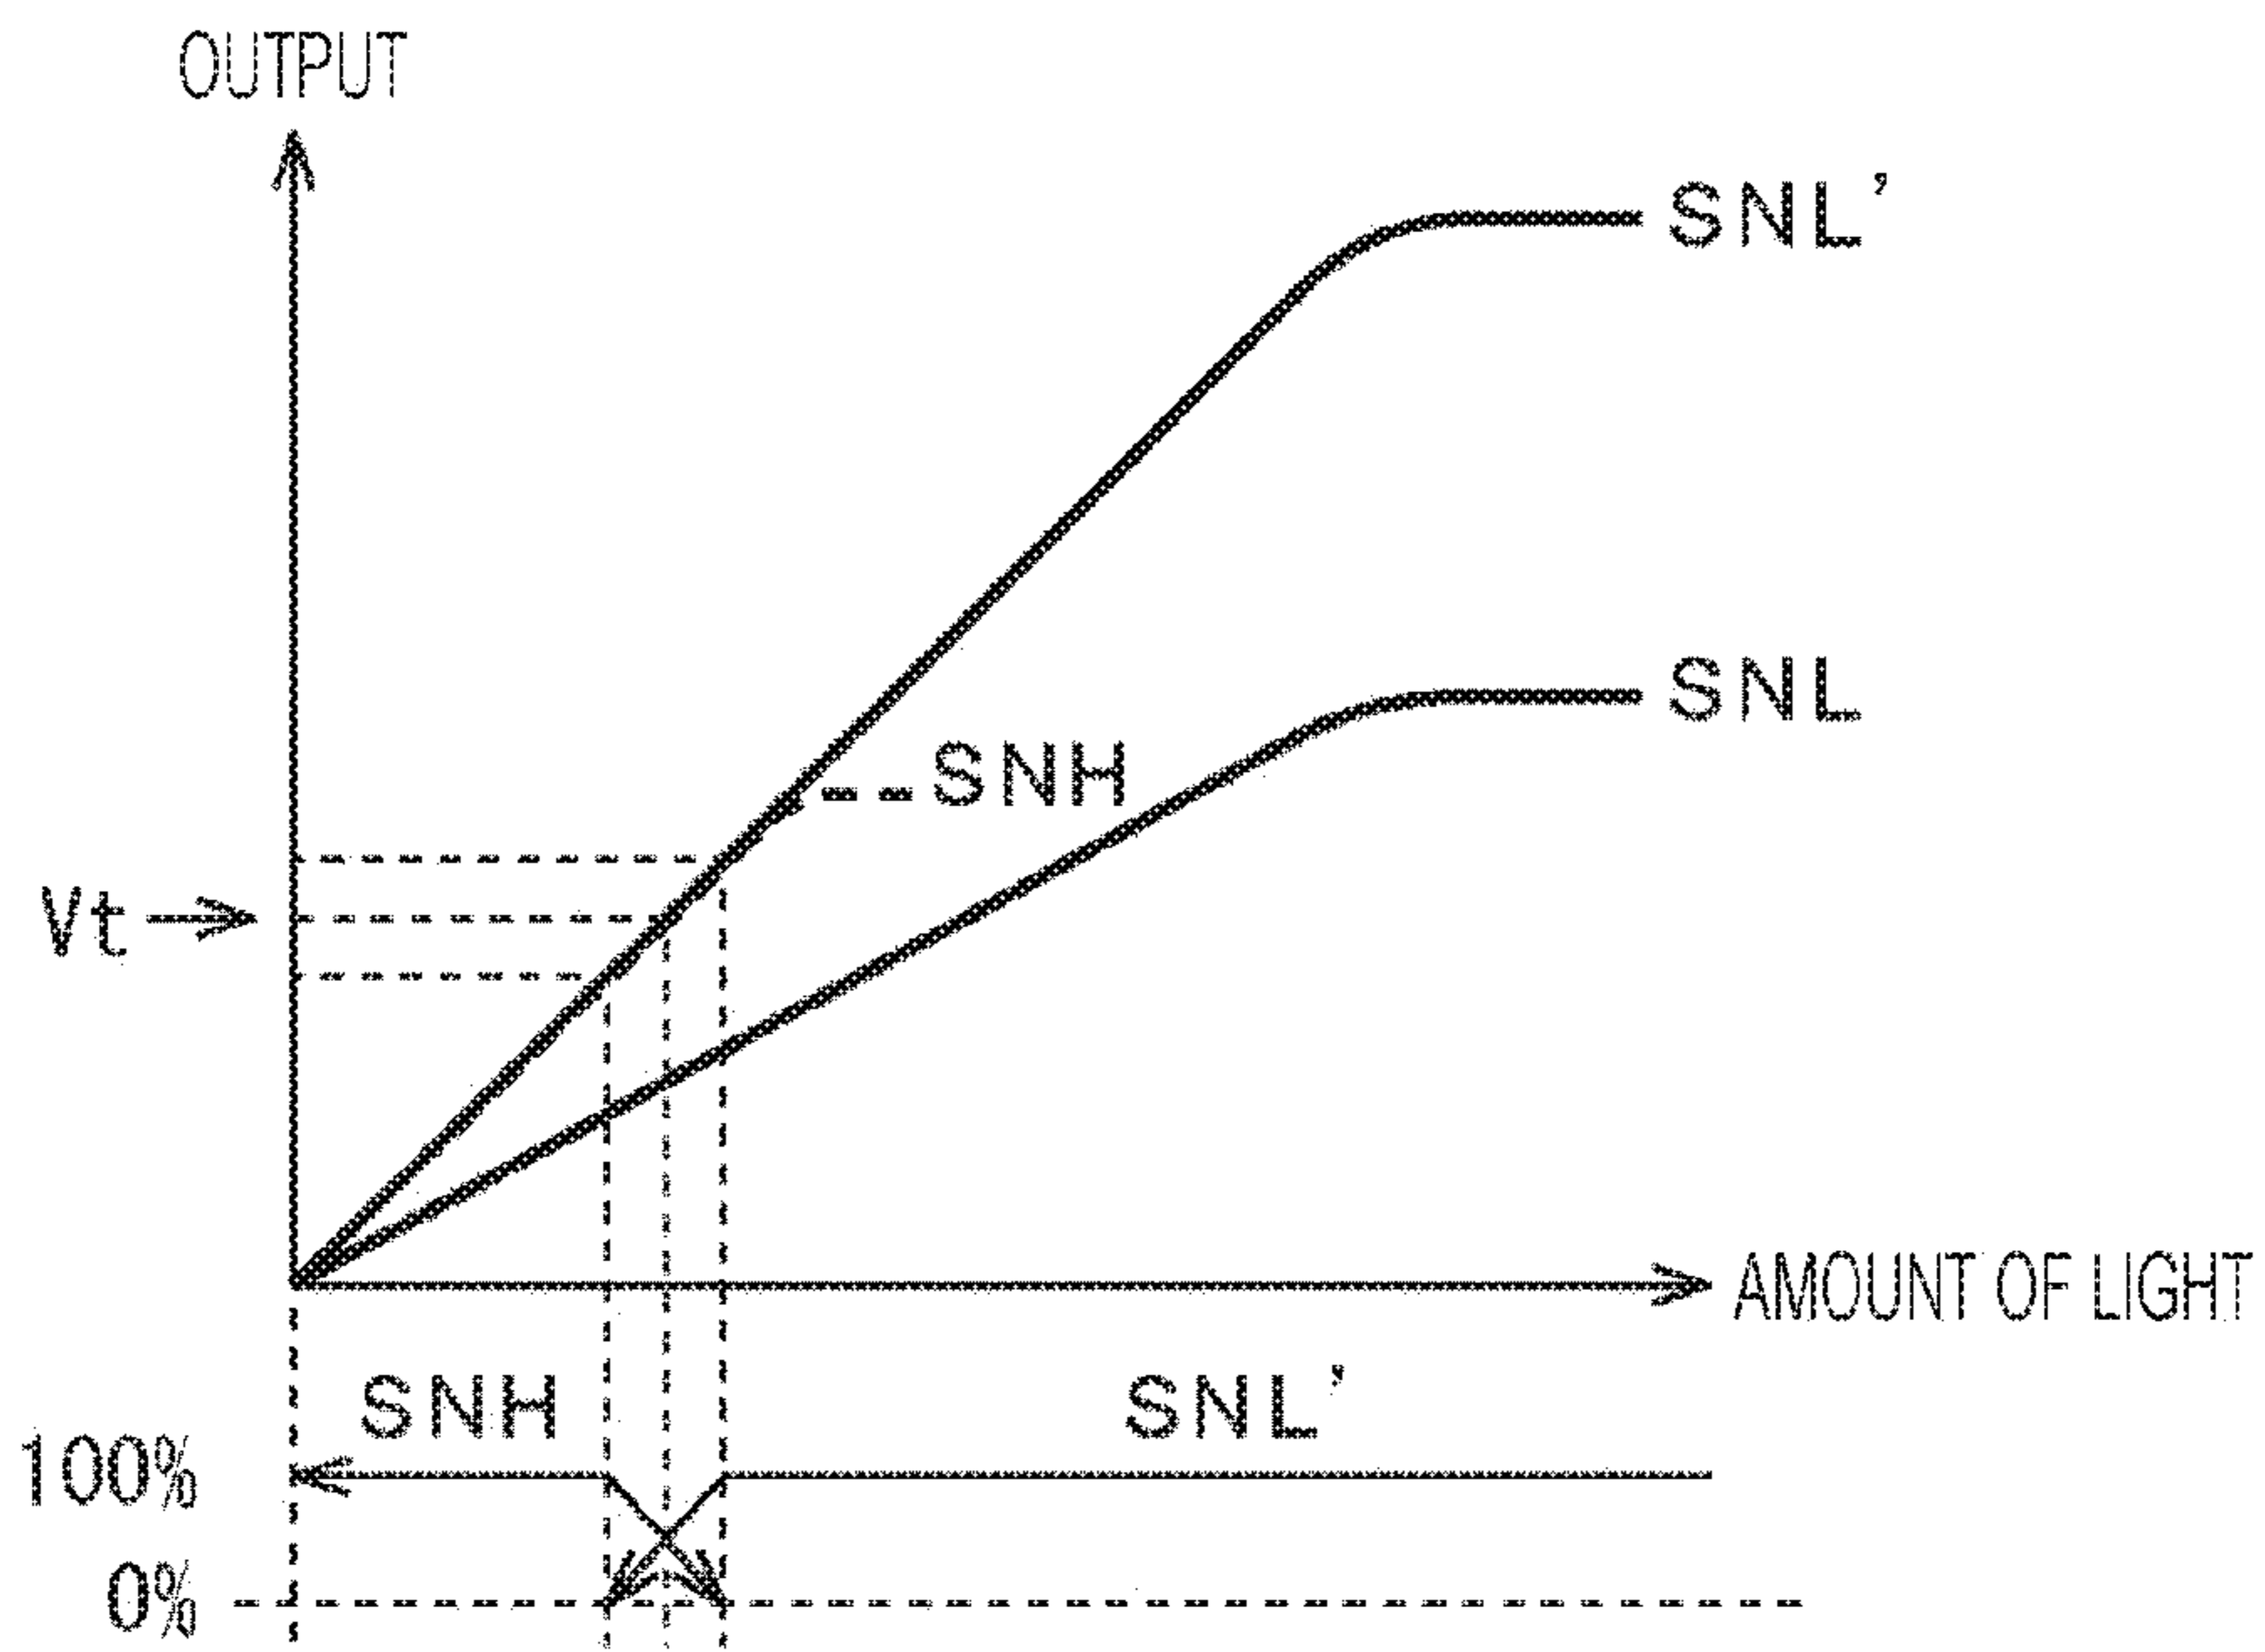 OUTPUT
SNL’
SNL
SNH
Vt
AMOUNT OF LIGHT
SNH
SNL’
100%
0%